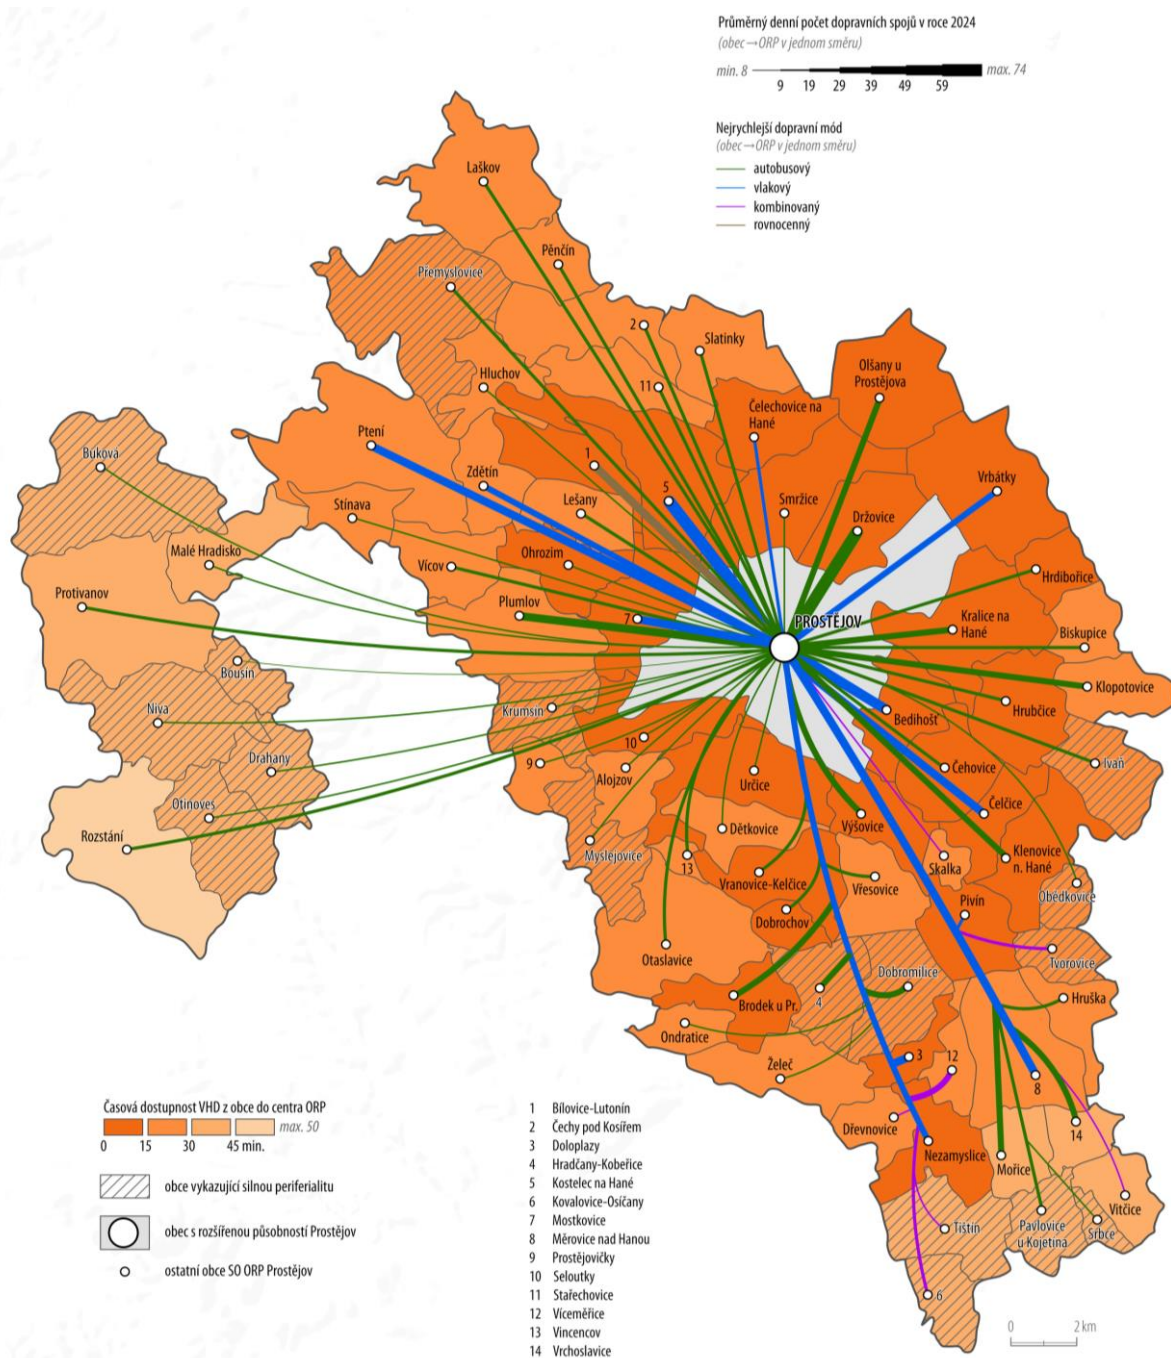 Průměrný denní počet dopravních spojů v roce 2024
(obec→ORP v jednom směru)
min. 8
max. 74
9 19 29 39 49 59
Nejrychlejší dopravní mód
(obec→ORP v jednom směru)
autobusový
vlakový
kombinovaný
rovnocenný
Laškov
Pěnčín
Přemyslovice
2
Slatinky
Hluchov
11
Olšany u
Prostějova
Čelechovice na
Hané
Ptení
1
Zdětín
5
Búková
Vrbátky
Stínava
Lešany
Smržice
Držovice
Malé Hradisko
Ohrozim
Vícov
Hrdibořice
Protivanov
Plumlov
7
PROSTĚJOV
Kralice na
Hané
Biskupice
Bousín
Klopotovice
Niva
Krumsín
Hrubčice
Bedihošť
10
Drahany
9
Alojzov
Určice
Čehovice
Ivaň
Otinoves
Čelčice
Rozstání
Dětkovice
Výšovice
Myslejovice
13
Vranovice-Kelčice
Vřesovice
Skalka
Klenovice
n. Hané
Obědkovice
Dobrochov
Pivín
Otaslavice
Tvorovice
Dobromilice
Brodek u Pr.
4
Hruška
Ondratice
Želeč
3
12
8
Dřevnovice
14
Nezamyslice
Mořice
Vitčice
Tištín
Pavlovice
u Kojetína
Srbce
6
Časová dostupnost VHD z obce do centra ORP
max. 50
0 15 30 45 min.
obce vykazující silnou periferialitu
obec s rozšířenou působností Prostějov
ostatní obce SO ORP Prostějov
1 Bílovice-Lutonín
2 Čechy pod Kosířem
3 Doloplazy
4 Hradčany-Kobeřice
5 Kostelec na Hané
6 Kovalovice-Osíčany
7 Mostkovice
8 Měrovice nad Hanou
9 Prostějovičky
10 Seloutky
11 Stařechovice
12 Víceměřice
13 Vincencov
14 Vrchoslavice
0 2 km